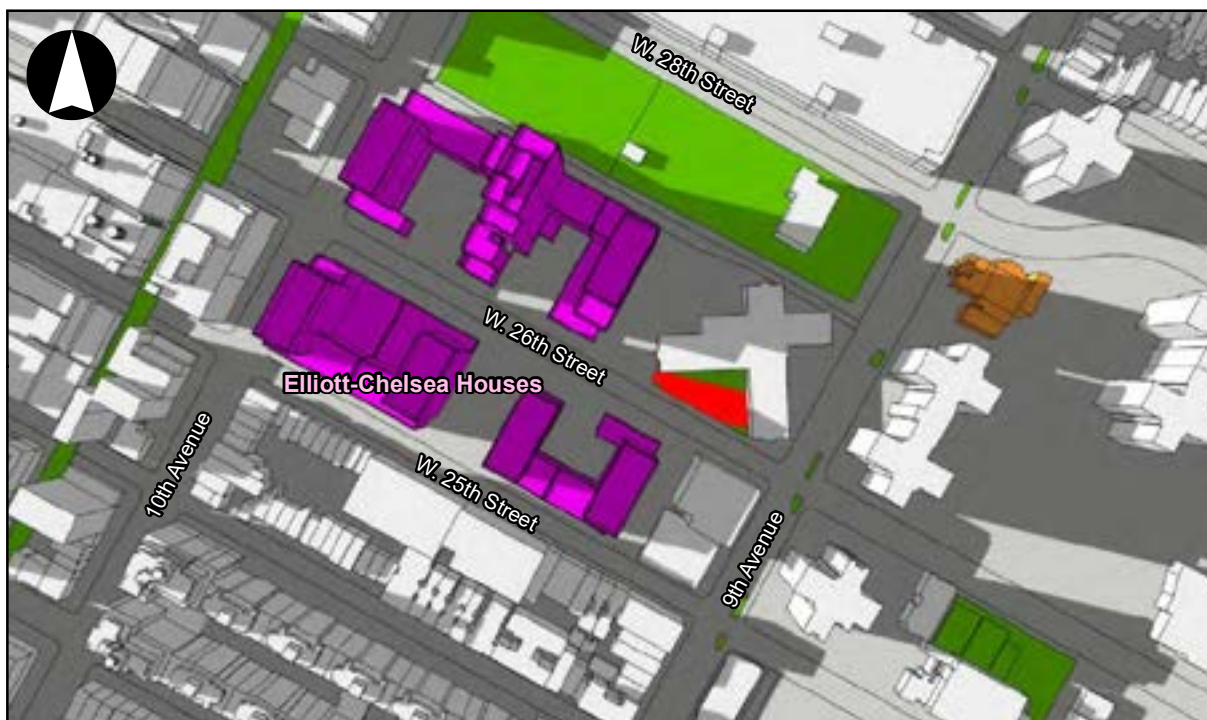 W. 28th Street
W. 26th Street
Elliott-Chelsea Houses
10th Avenue
W. 25th Street
9th Avenue